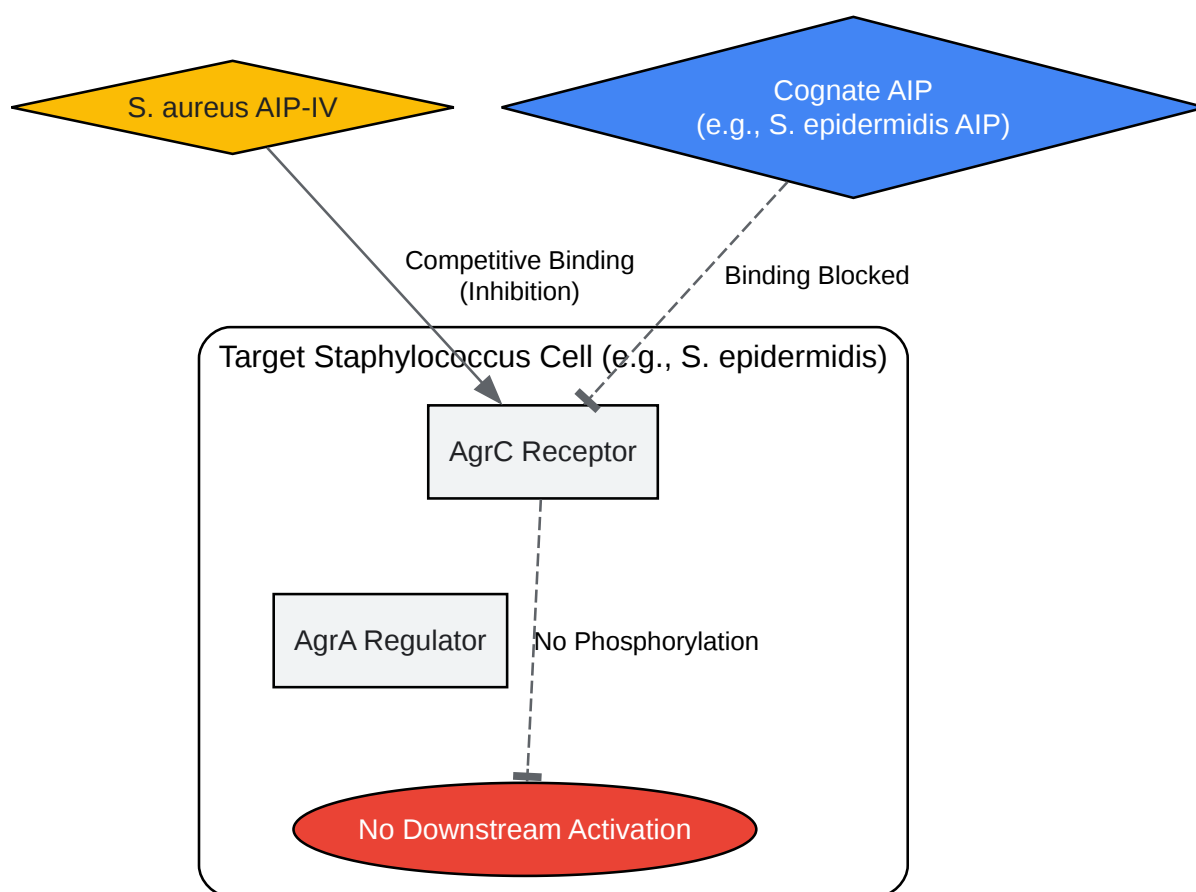 S. aureus AIP-IV
Cognate AIP
(e.g., S. epidermidis AIP)
Competitive Binding
(Inhibition)
Binding Blocked
Target Staphylococcus Cell (e.g., S. epidermidis)
AgrC Receptor
AgrA Regulator
No Phosphorylation
No Downstream Activation